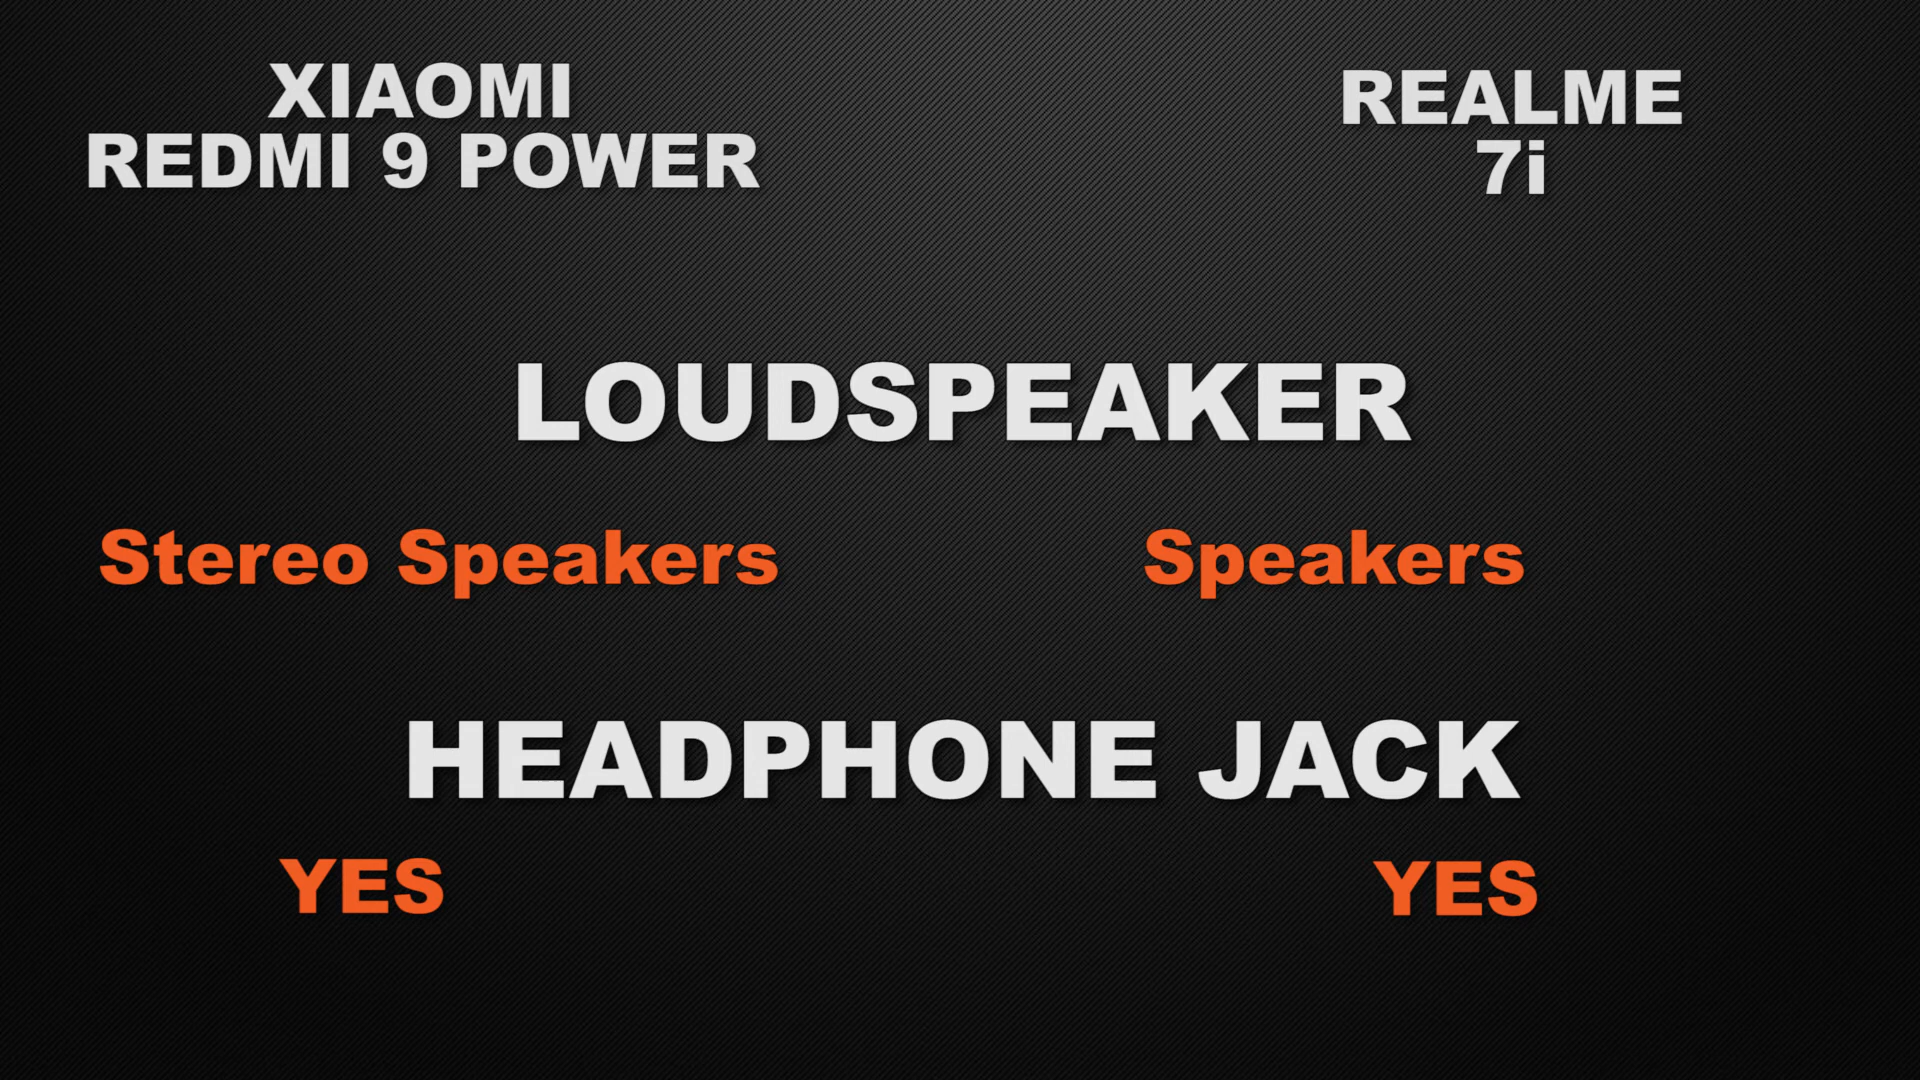 XIAOMI
REDMI 9 POWER
REALME
7i
LOUDSPEAKER
Stereo Speakers
Speakers
HEADPHONE JACK
YES
YES